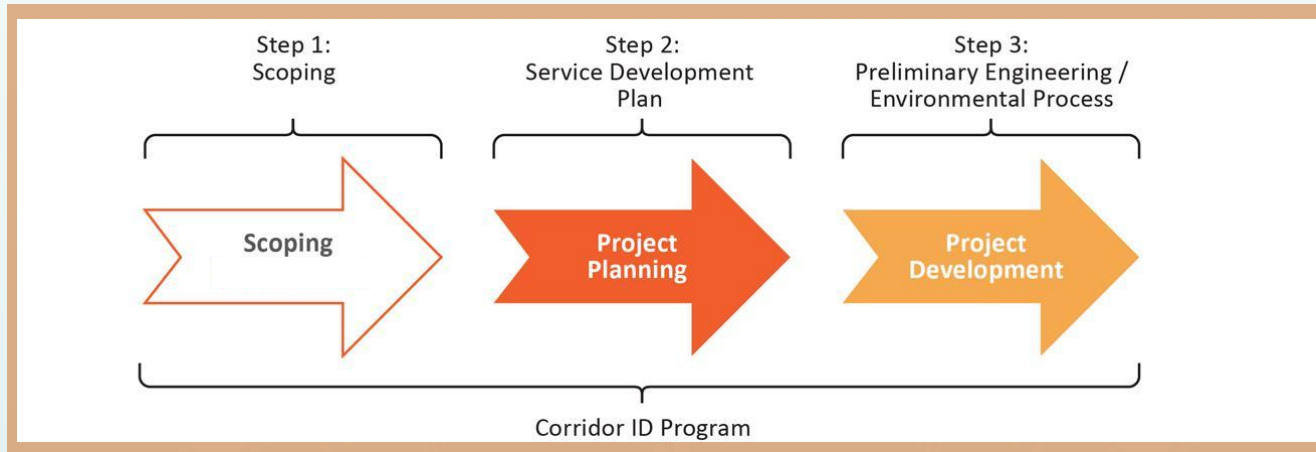 Step 1:
Scoping
Step 2:
Service Development
Plan
Step 3:
Preliminary Engineering /
Environmental Process
Scoping
Project
Planning
Project
Development
Corridor ID Program